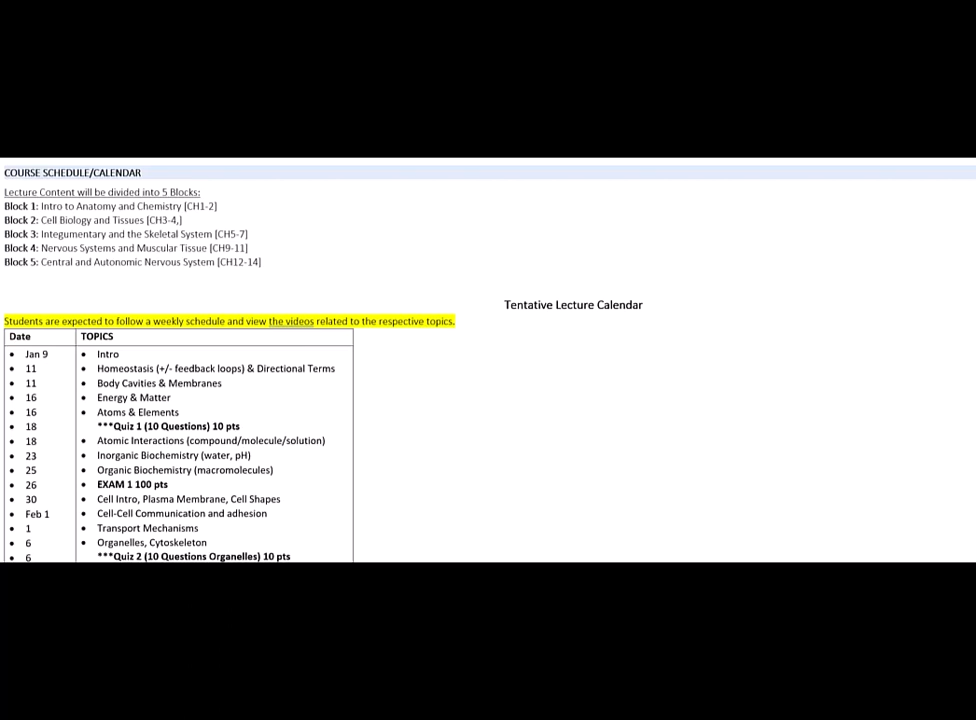 COURSE SCHEDULE/CALENDAR
Lecture Content will be divided into 5 Blocks:
Block 1: Intro to Anatomy and Chemistry [CH1-2]
Block 2: Cell Biology and Tissues [CH3-4,]
Block 3: Integumentary and the Skeletal System [CH5-7]
Block 4: Nervous Systems and Muscular Tissue [CH9-11]
Block 5: Central and Autonomic Nervous System [CH12-14]
Tentative Lecture Calendar
Students are expected to follow a weekly schedule and view the videos related to the respective topics.
Date TOPICS
• Jan 9 • Intro
• 11 • Homeostasis (+/- feedback loops) & Directional Terms
• 11 • Body Cavities & Membranes
• 16 • Energy & Matter
• 16 • Atoms & Elements
• 18 ***Quiz 1 (10 Questions) 10 pts
• 18 • Atomic Interactions (compound/molecule/solution)
• 23 • Inorganic Biochemistry (water, pH)
• 25 • Organic Biochemistry (macromolecules)
• 26 • EXAM 1 100 pts
• 30 • Cell Intro, Plasma Membrane, Cell Shapes
• Feb 1 • Cell-Cell Communication and adhesion
• 1 • Transport Mechanisms
• 6 • Organelles, Cytoskeleton
• 6 ***Quiz 2 (10 Questions Organelles) 10 pts